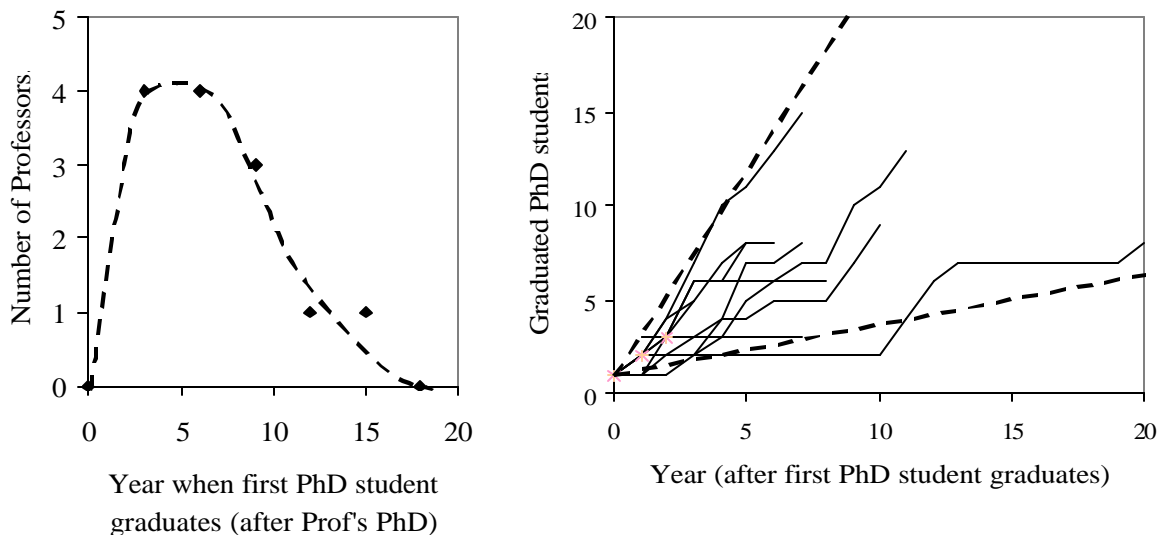 Number of Professors.
5
4
3
2
1
0
0 5 10 15 20
Year when first PhD student
graduates (after Prof's PhD)
Graduated PhD students
20
15
10
5
0
0 5 10 15 20
Year (after first PhD student graduates)